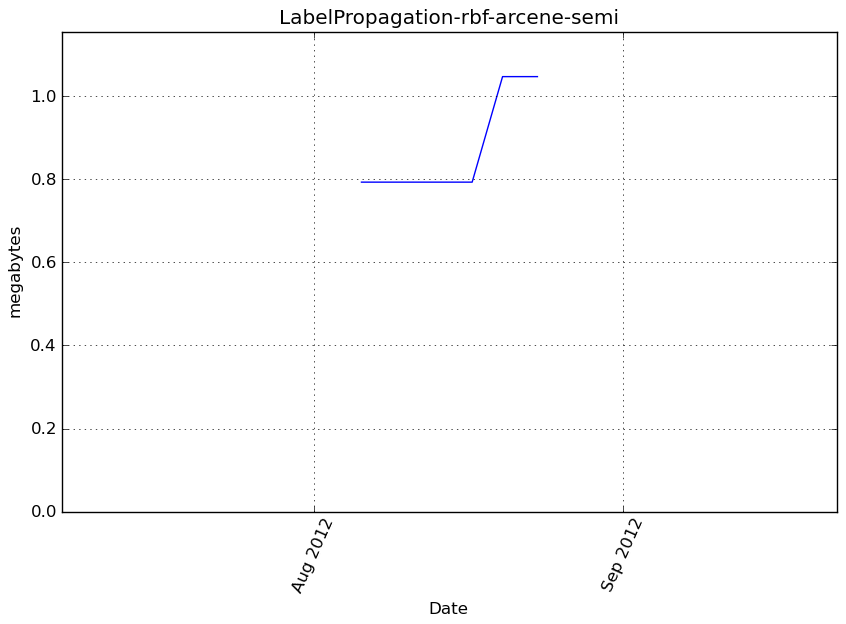 LabelPropagation-rbf-arcene-semi
1.0
0.8
0.6
0.4
0.2
0.0
megabytes
Aug 2012
Sep 2012
Date